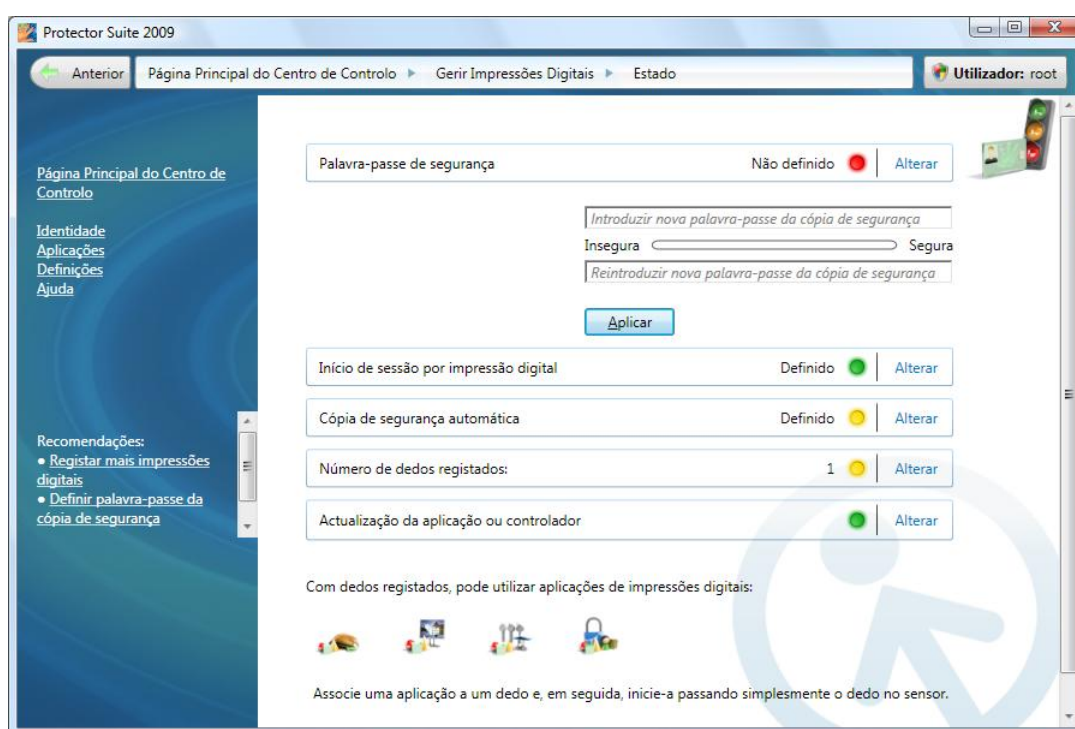 Protector Suite 2009
Anterior
Página Principal do Centro de Controlo
Gerir Impressões Digitais
Estado
Utilizador: root
Página Principal do Centro de
Controlo
Identidade
Aplicações
Definições
Ajuda
Recomendações:
• Registar mais impressões
digitais
• Definir palavra-passe da
cópia de segurança
Palavra-passe de segurança Não definido Alterar
Introduzir nova palavra-passe da cópia de segurança
Insegura Segura
Reintroduzir nova palavra-passe da cópia de segurança
Aplicar
Início de sessão por impressão digital Definido Alterar
Cópia de segurança automática Definido Alterar
Número de dedos registados: 1 Alterar
Actualização da aplicação ou controlador Alterar
Com dedos registados, pode utilizar aplicações de impressões digitais:
Associe uma aplicação a um dedo e, em seguida, inicie-a passando simplesmente o dedo no sensor.